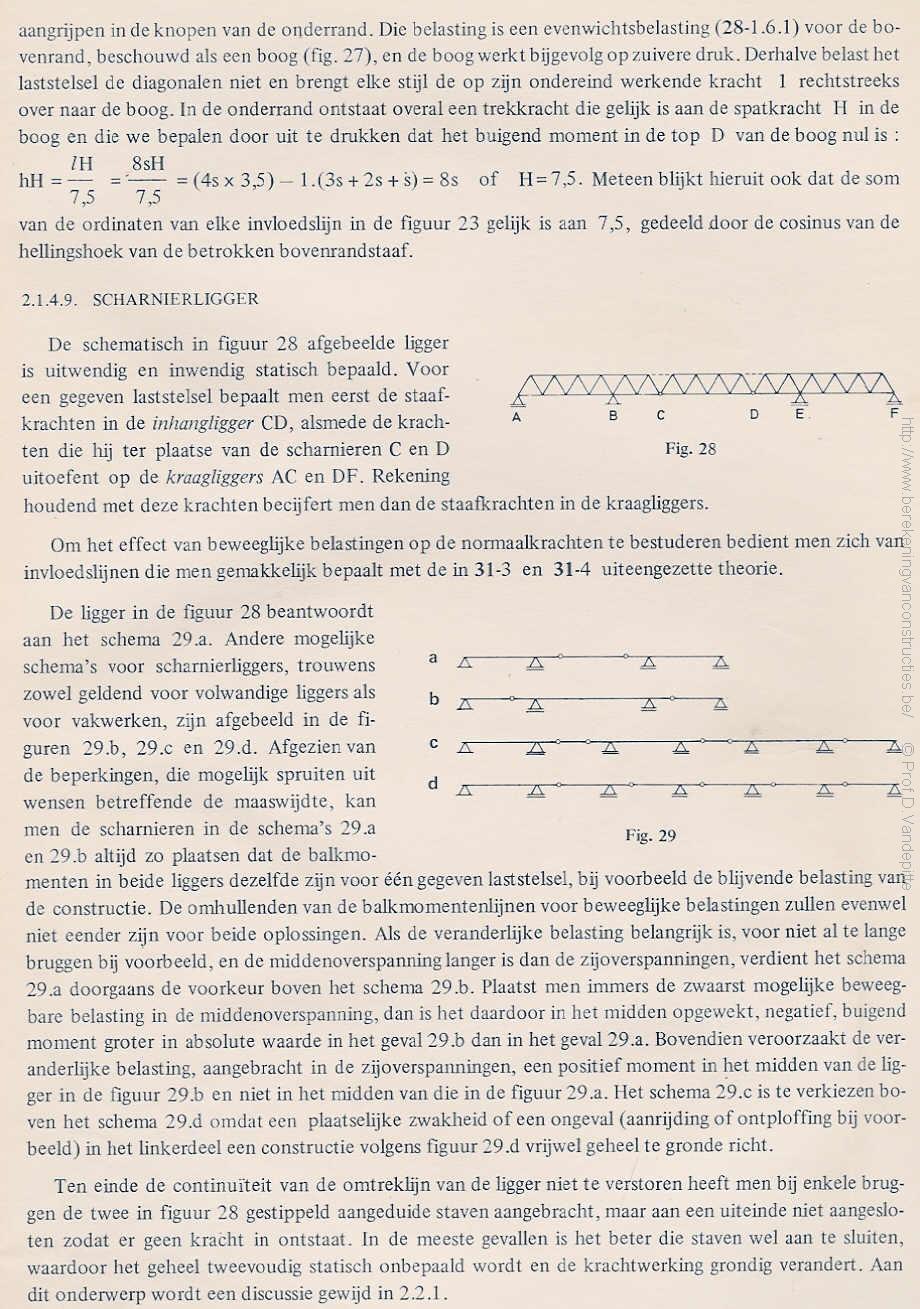 aangrijpen in de knopen van de onderrand. Die belasting is een evenwichtsbelasting (28-1.6.1) voor de bo-
venrand, beschouwd als een boog (fig. 27), en de boog werkt bijgevolg op zuivere druk. Derhalve belast het
laststelsel de diagonalen niet en brengt elke stijl de op zijn ondereind werkende kracht 1 rechtstreeks
over naar de boog. In de onderrand ontstaat overal een trekkracht die gelijk is aan de spatkracht H in de
boog en die we bepalen door uit te drukken dat het buigend moment in de top D van de boog nul is :
hH = lH/7,5 = 8sH/7,5 = (4s x 3,5) — 1.(3s + 2s + s) = 8s of H = 7,5. Meteen blijkt hieruit ook dat de som
van de ordinaten van elke invloedslijn in de figuur 23 gelijk is aan 7,5, gedeeld door de cosinus van de
hellingshoek van de betrokken bovenrandstaaf.
2.1.4.9. SCHARNIERLIGGER
De schematisch in figuur 28 afgebeelde ligger
is uitwendig en inwendig statisch bepaald. Voor
een gegeven laststelsel bepaalt men eerst de staaf-
krachten in de inhangligger CD, alsmede de krach-
ten die hij ter plaatse van de scharnieren C en D
uitoefent op de kraagliggers AC en DF. Rekening
houdend met deze krachten becijfert men dan de staafkrachten in de kraagliggers.
A B C D E F
Fig. 28
Om het effect van beweeglijke belastingen op de normaalkrachten te bestuderen bedient men zich van
invloedslijnen die men gemakkelijk bepaalt met de in 31-3 en 31-4 uiteengezette theorie.
De ligger in de figuur 28 beantwoordt
aan het schema 29.a. Andere mogelijke
schema's voor scharnierliggers, trouwens
zowel geldend voor volwandige liggers als
voor vakwerken, zijn afgebeeld in de fi-
guren 29.b, 29.c en 29.d. Afgezien van
de beperkingen, die mogelijk spruiten uit
wensen betreffende de maaswijdte, kan
men de scharnieren in de schema's 29.a
en 29.b altijd zo plaatsen dat de balkmo-
a
b
c
d
Fig. 29
menten in beide liggers dezelfde zijn voor één gegeven laststelsel, bij voorbeeld de blijvende belasting van
de constructie. De omhullenden van de balkmomentenlijnen voor beweeglijke belastingen zullen evenwel
niet eender zijn voor beide oplossingen. Als de veranderlijke belasting belangrijk is, voor niet al te lange
bruggen bij voorbeeld, en de middenoverspanning langer is dan de zijoverspanningen, verdient het schema
29.a doorgaans de voorkeur boven het schema 29.b. Plaatst men immers de zwaarst mogelijke beweeg-
bare belasting in de middenoverspanning, dan is het daardoor in het midden opgewekt, negatief, buigend
moment groter in absolute waarde in het geval 29.b dan in het geval 29.a. Bovendien veroorzaakt de ver-
anderlijke belasting, aangebracht in de zijoverspanningen, een positief moment in het midden van de lig-
ger in de figuur 29.b en niet in het midden van die in de figuur 29.a. Het schema 29.c is te verkiezen bo-
ven het schema 29.d omdat een plaatselijke zwakheid of een ongeval (aanrijding of ontploffing bij voor-
beeld) in het linkerdeel een constructie volgens figuur 29.d vrijwel geheel te gronde richt.
Ten einde de continuïteit van de omtreklijn van de ligger niet te verstoren heeft men bij enkele brug-
gen de twee in figuur 28 gestippeld aangeduide staven aangebracht, maar aan een uiteinde niet aangeslo-
ten zodat er geen kracht in ontstaat. In de meeste gevallen is het beter die staven wel aan te sluiten,
waardoor het geheel tweevoudig statisch onbepaald wordt en de krachtwerking grondig verandert. Aan
dit onderwerp wordt een discussie gewijd in 2.2.1.
http://www.berekeningvanconstructies.be/ © Prof D Vandepitte